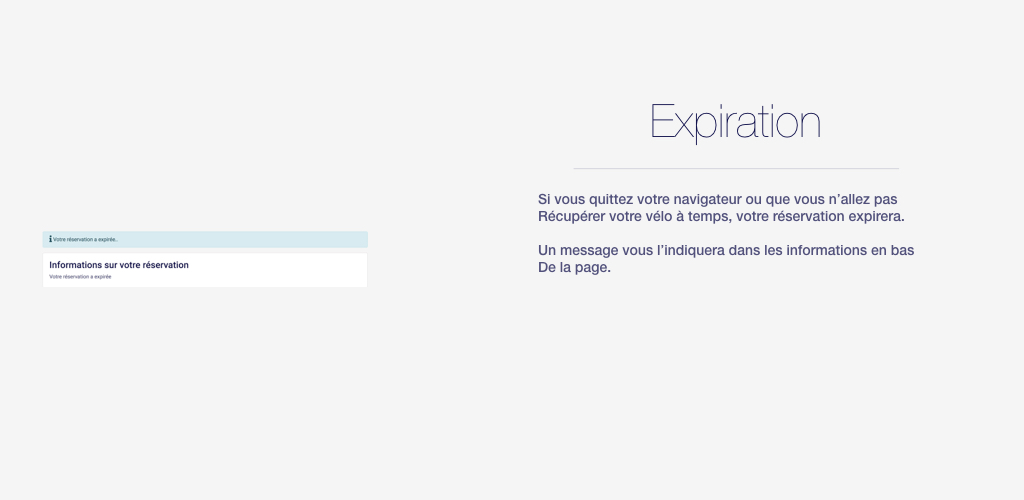 Expiration
Si vous quittez votre navigateur ou que vous n’allez pas
Récupérer votre vélo à temps, votre réservation expirera.
Un message vous l’indiquera dans les informations en bas
De la page.
Votre réservation a expirée..
Informations sur votre réservation
Votre réservation a expirée